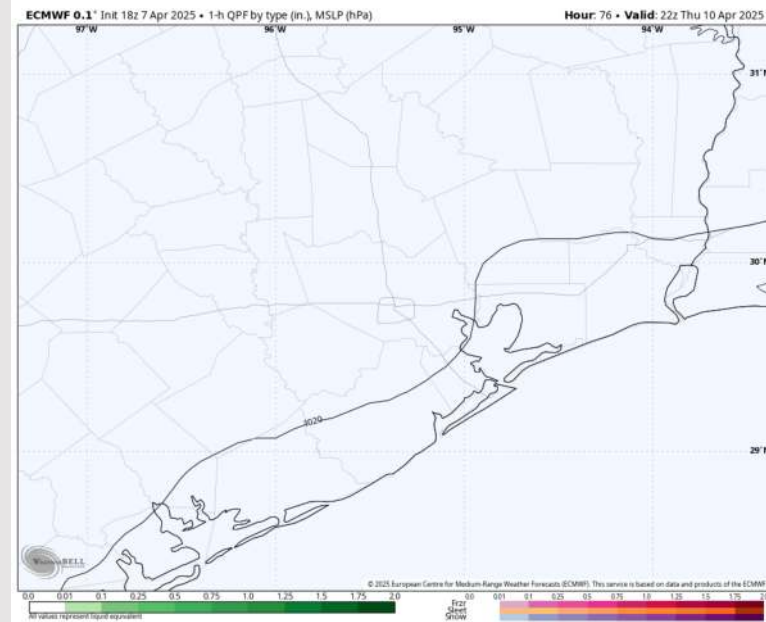 ECMWF 0.1° Init 18z 7 Apr 2025 • 1-h QPF by type (in.), MSLP (hPa)
Hour: 76 • Valid: 22z Thu 10 Apr 2025
97°W 96°W 95°W 94°W
31°N
30°N
1020
29°N
WeatherBELL
© 2025 European Centre for Medium-Range Weather Forecasts (ECMWF). This service is based on data and products of the ECMWF
0.0 0.01 0.1 0.25 0.5 1.0 1.25 1.5 1.75 2.0
0.0 0.01 0.1 0.25 0.5 1.0 1.25 1.5 1.75 2.
All values represent liquid equivalent
Frzr
Sleet
Snow